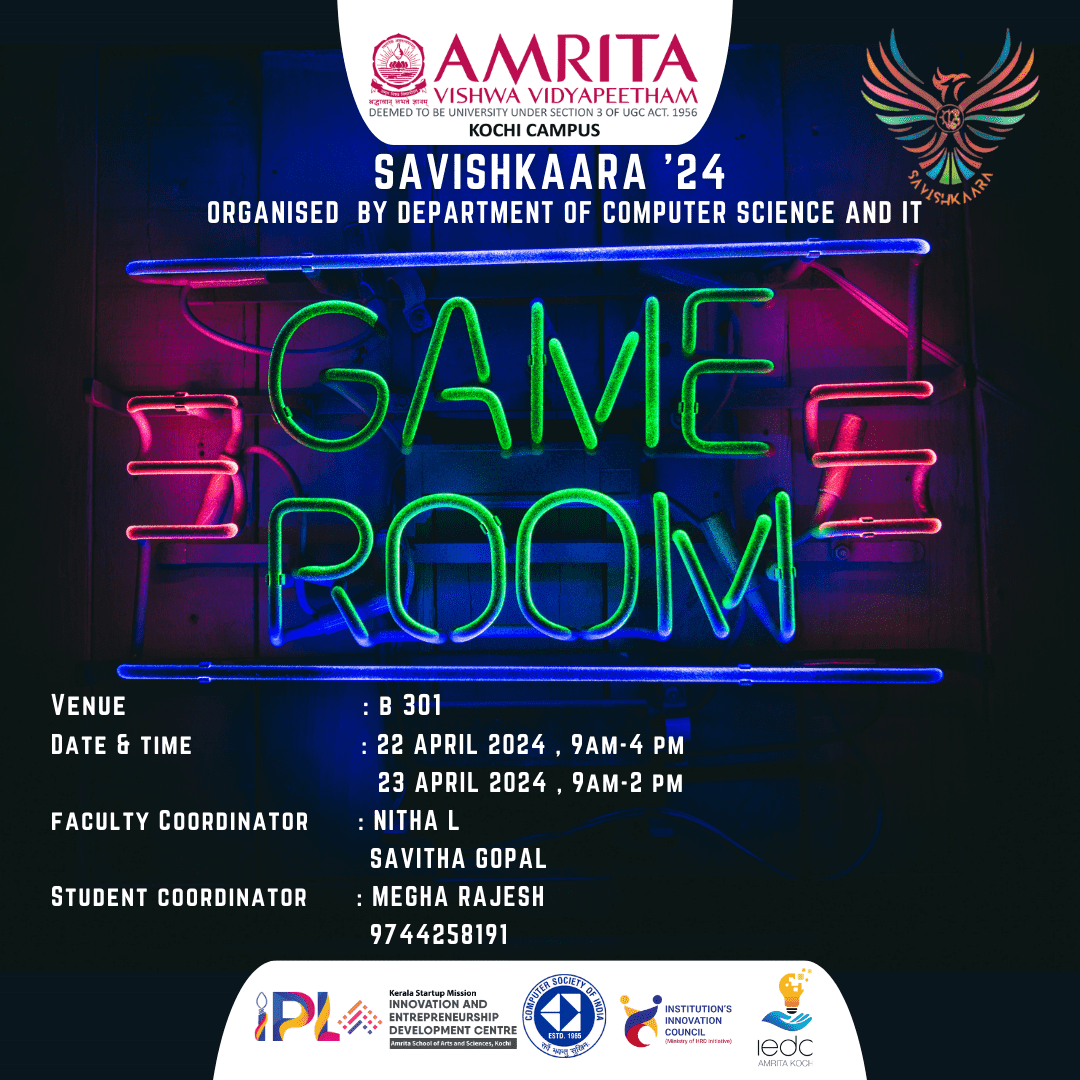 AMRITA
VISHWA VIDYAPEETHAM
DEEMED TO BE UNIVERSITY UNDER SECTION 3 OF UGC ACT. 1956
KOCHI CAMPUS
SAVISHKAARA
SAVISHKAARA '24
ORGANISED BY DEPARTMENT OF COMPUTER SCIENCE AND IT
GAME
ROOM
VENUE : B 301
DATE & TIME : 22 APRIL 2024 , 9AM-4 PM
23 APRIL 2024 , 9AM-2 PM
FACULTY COORDINATOR : NITHA L
SAVITHA GOPAL
STUDENT COORDINATOR : MEGHA RAJESH
9744258191
iPL
Kerala Startup Mission
INNOVATION AND
ENTREPRENEURSHIP
DEVELOPMENT CENTRE
Amrita School of Arts and Sciences, Kochi
COMPUTER SOCIETY OF INDIA
ESTD. 1965
INSTITUTION'S
INNOVATION
COUNCIL
(Ministry of HRD Initiative)
iedc
AMRITA KOCHI